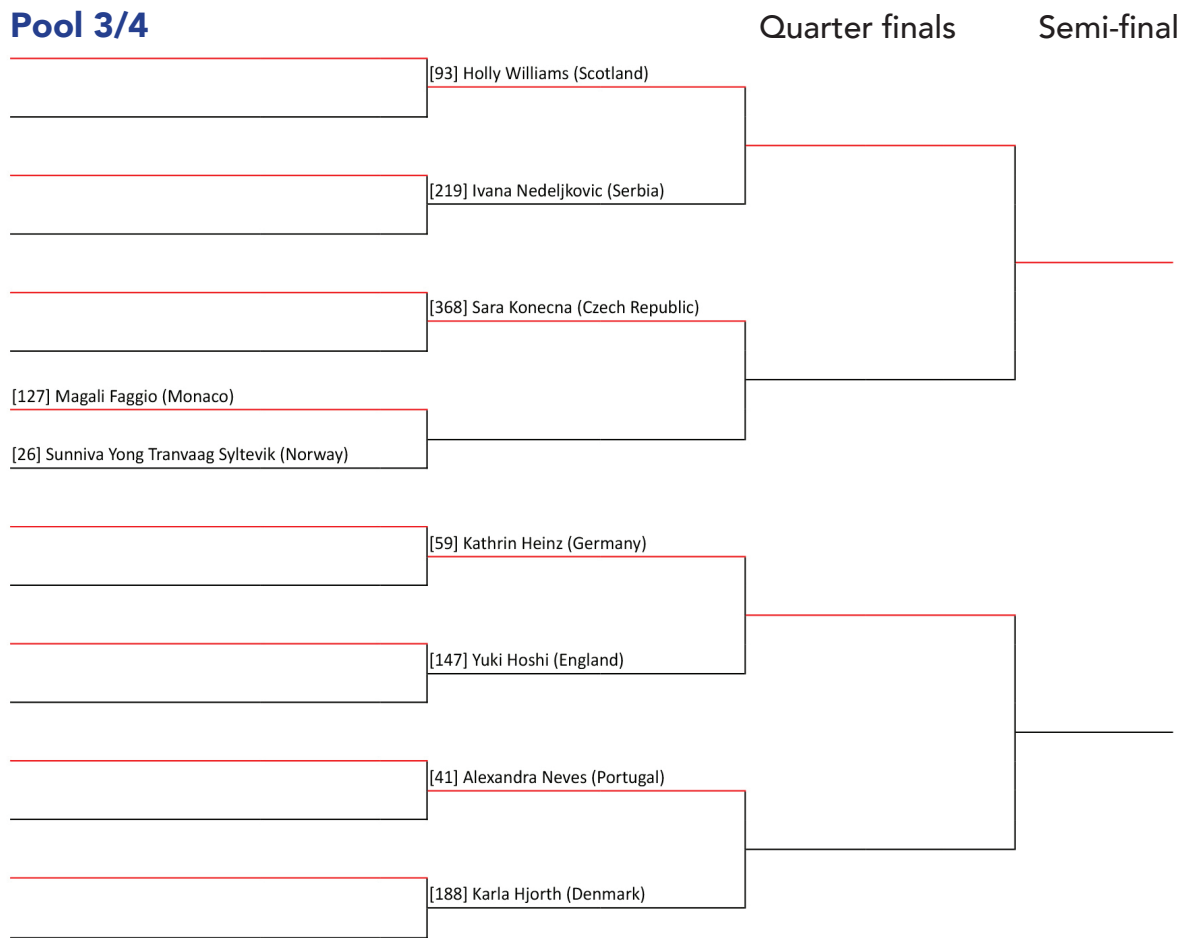 Pool 3/4
Quarter finals
Semi-final
[93] Holly Williams (Scotland)
[219] Ivana Nedeljkovic (Serbia)
[368] Sara Konecna (Czech Republic)
[127] Magali Faggio (Monaco)
[26] Sunniva Yong Tranvaag Syltevik (Norway)
[59] Kathrin Heinz (Germany)
[147] Yuki Hoshi (England)
[41] Alexandra Neves (Portugal)
[188] Karla Hjorth (Denmark)